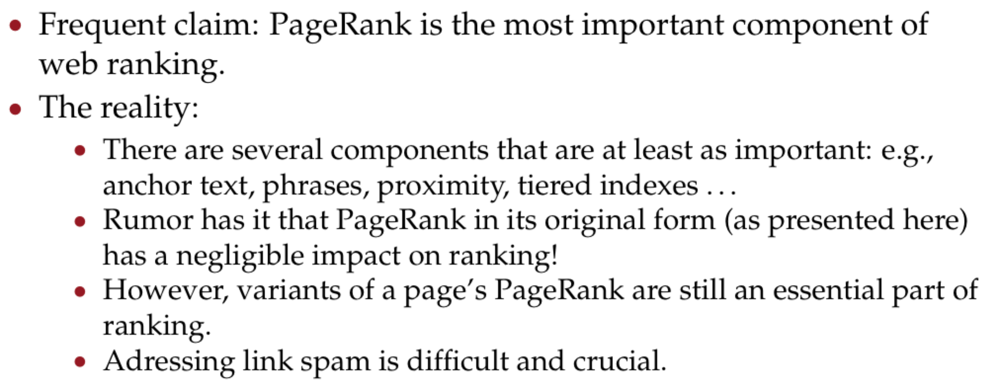 • Frequent claim: PageRank is the most important component of
web ranking.
• The reality:
• There are several components that are at least as important: e.g.,
anchor text, phrases, proximity, tiered indexes . . .
• Rumor has it that PageRank in its original form (as presented here)
has a negligible impact on ranking!
• However, variants of a page’s PageRank are still an essential part of
ranking.
• Adressing link spam is difficult and crucial.